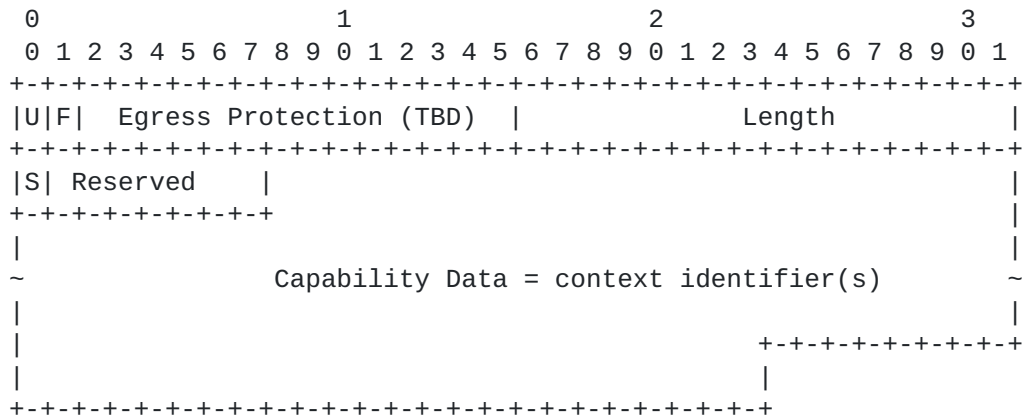 0                   1                   2                   3
 0 1 2 3 4 5 6 7 8 9 0 1 2 3 4 5 6 7 8 9 0 1 2 3 4 5 6 7 8 9 0 1
+-+-+-+-+-+-+-+-+-+-+-+-+-+-+-+-+-+-+-+-+-+-+-+-+-+-+-+-+-+-+-+-+
|U|F|  Egress Protection (TBD)  |              Length           |
+-+-+-+-+-+-+-+-+-+-+-+-+-+-+-+-+-+-+-+-+-+-+-+-+-+-+-+-+-+-+-+-+
|S| Reserved    |                                               |
+-+-+-+-+-+-+-+-+                                               |
|                                                               |
~                Capability Data = context identifier(s)        ~
|                                                               |
|                                               +-+-+-+-+-+-+-+-+
|                                               |
+-+-+-+-+-+-+-+-+-+-+-+-+-+-+-+-+-+-+-+-+-+-+-+-+